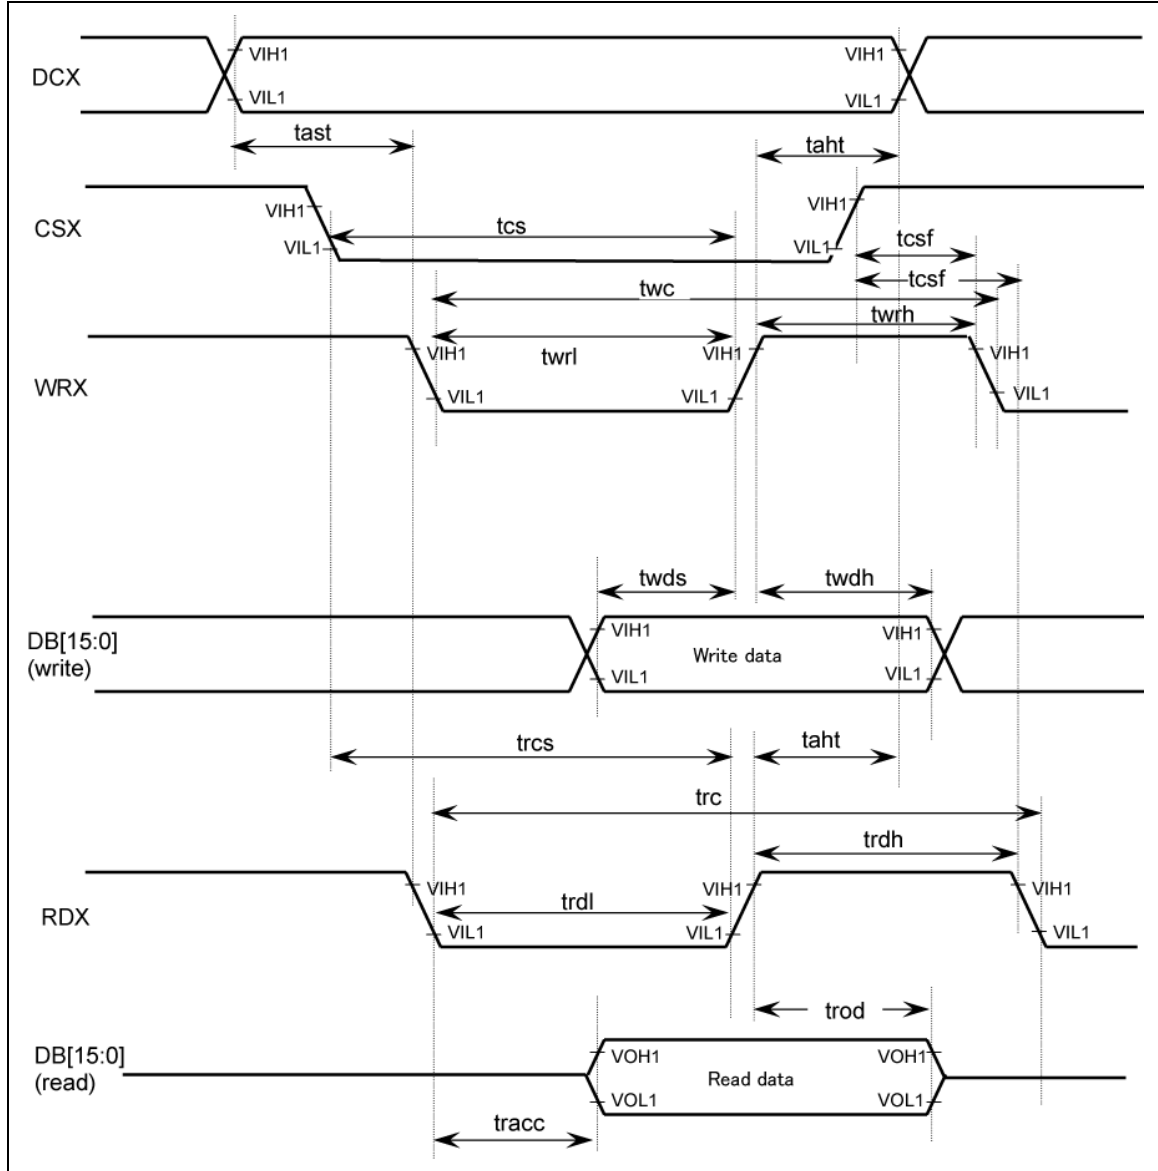 VIH1
VIH1
DCX
VIL1
VIL1
tast
taht
VIH1
VIH1
CSX
tcs
VIL1
VIL1
tcsf
tcsf
twc
twrh
VIH1
twrl
VIH1
VIH1
WRX
VIL1
VIL1
VIL1
twds
twdh
DB[15:0]
(write)
VIH1
VIH1
Write data
VIL1
VIL1
trcs
taht
trc
trdh
VIH1
VIH1
VIH1
RDX
trdl
VIL1
VIL1
VIL1
trod
DB[15:0]
(read)
VOH1
VOH1
Read data
VOL1
VOL1
tracc